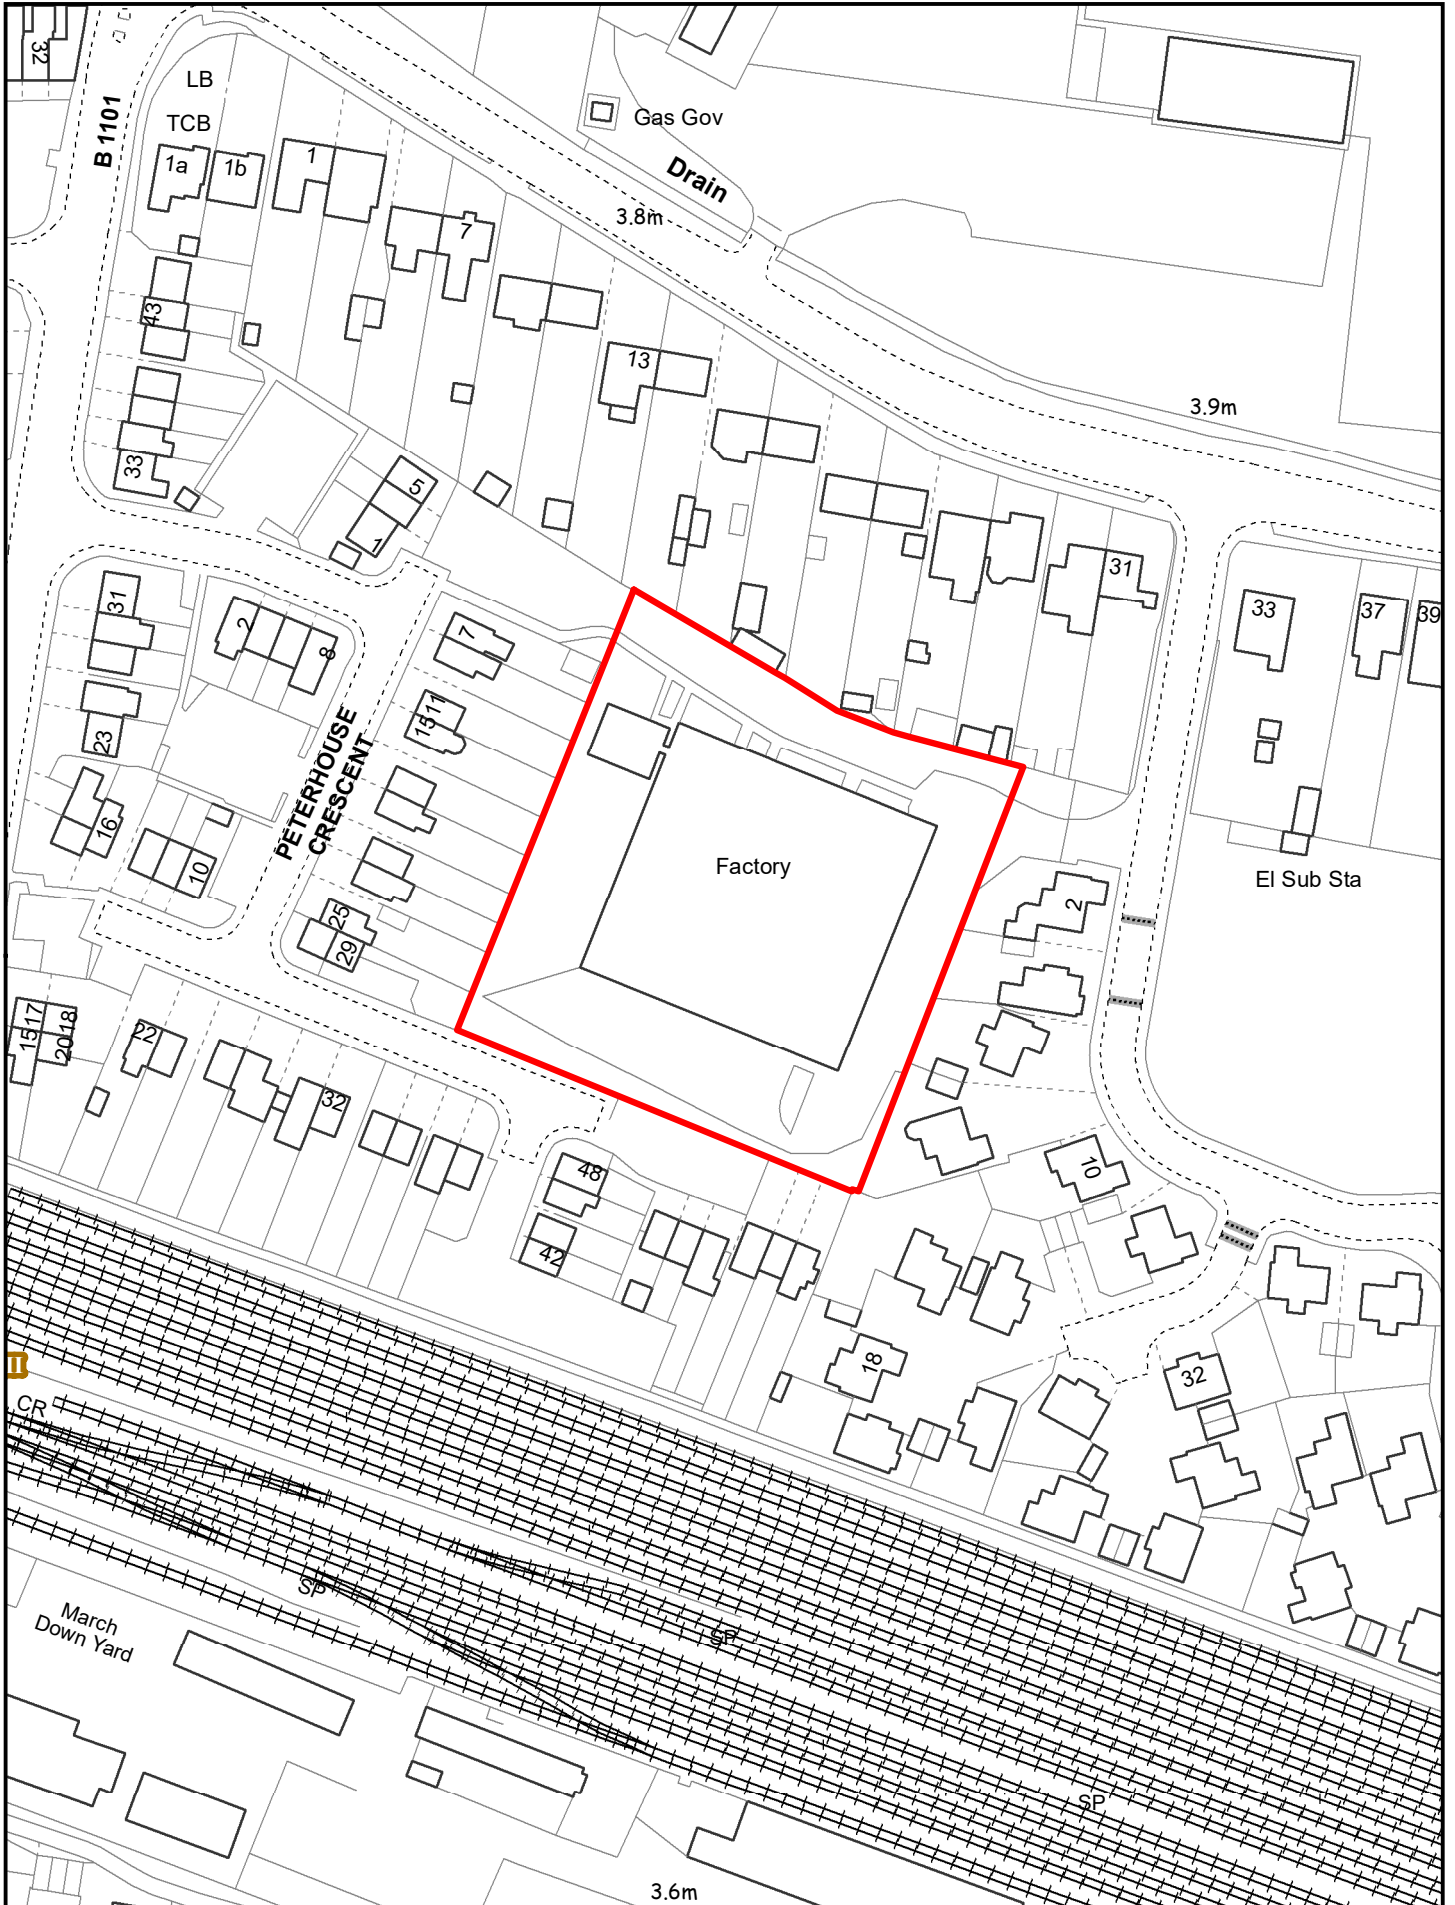 32
LB
B 1101
TCB
Gas Gov
1a
1b
1
Drain
3.8m
7
43
13
3.9m
33
5
1
31
31
2
8
33
37
39
7
PETERHOUSE
CRESCENT
1511
23
16
10
Factory
El Sub Sta
2
25
29
1517
2018
22
32
48
42
10
18
32
CR
SP
March
Down Yard
SP
SP
3.6m